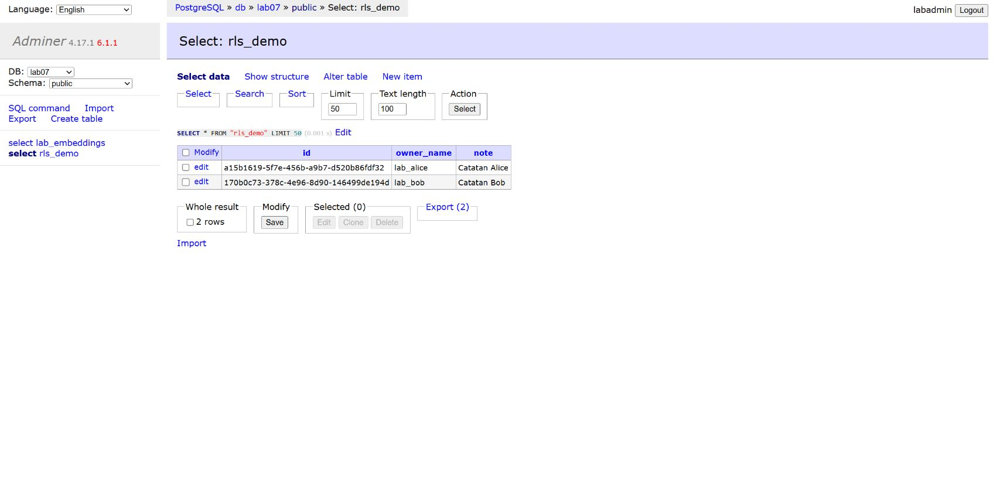 Language: English
PostgreSQL » db » lab07 » public » Select: rls_demo
labadmin Logout
Adminer 4.17.1 6.1.1
Select: rls_demo
DB: lab07
Schema: public
SQL command Import
Export Create table
select lab_embeddings
select rls_demo
Select data Show structure Alter table New item
Select Search Sort Limit Text length Action
50 100 Select
SELECT * FROM "rls_demo" LIMIT 50 (0.001 s) Edit
Modify id owner_name note
edit a15b1619-5f7e-456b-a9b7-d520b86fdf32 lab_alice Catatan Alice
edit 170b0c73-378c-4e96-8d90-146499de194d lab_bob Catatan Bob
Whole result Modify Selected (0) Export (2)
2 rows Save Edit Clone Delete
Import